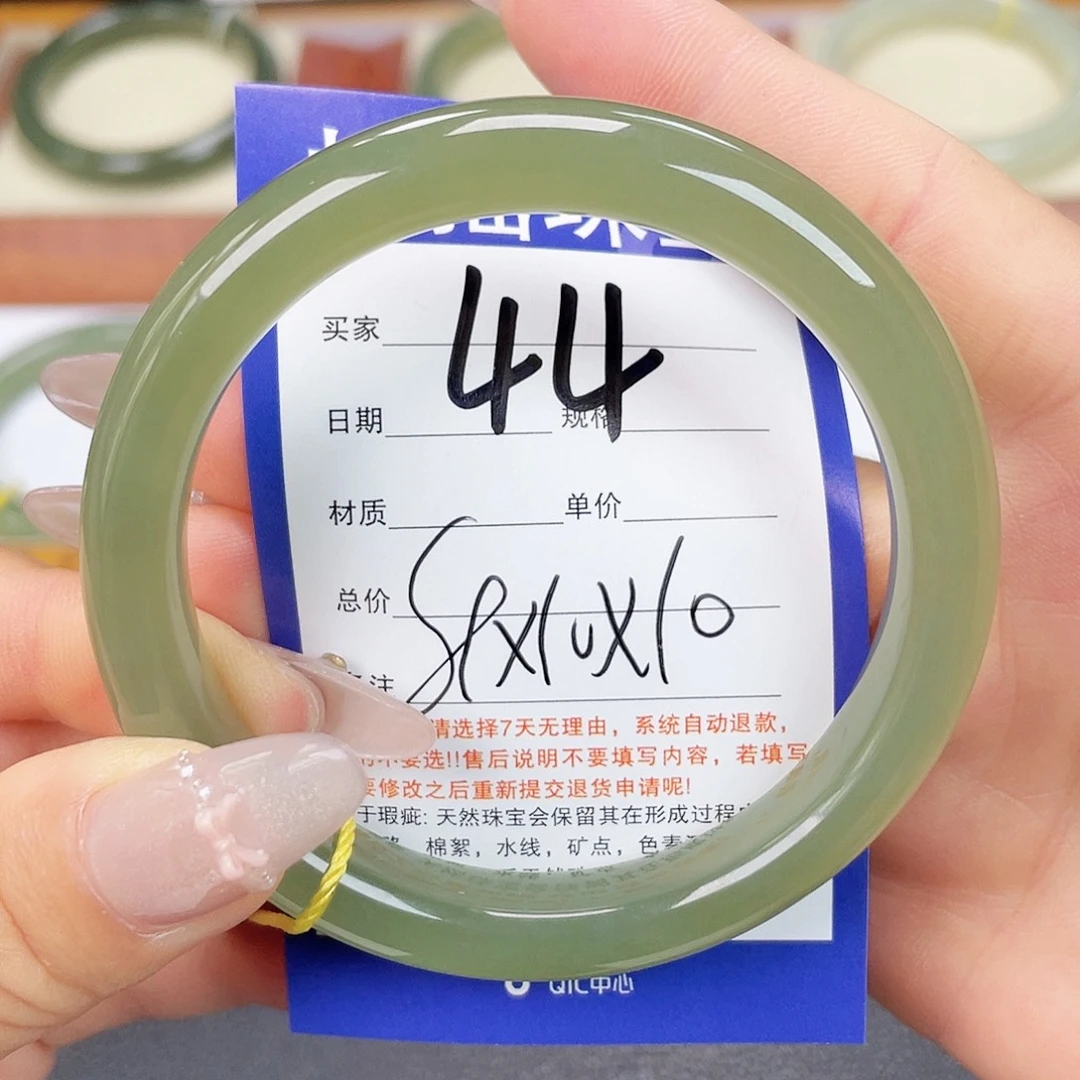 买家
44
日期 规格
材质 单价
总价
注
请选择7天无理由，系统自动退款，
不要选!!售后说明不要填写内容，若填写
要修改之后重新提交退货申请呢!
于瑕疵: 天然珠宝会保留其在形成过程
棉絮，水线，矿点，色素
QIC中心